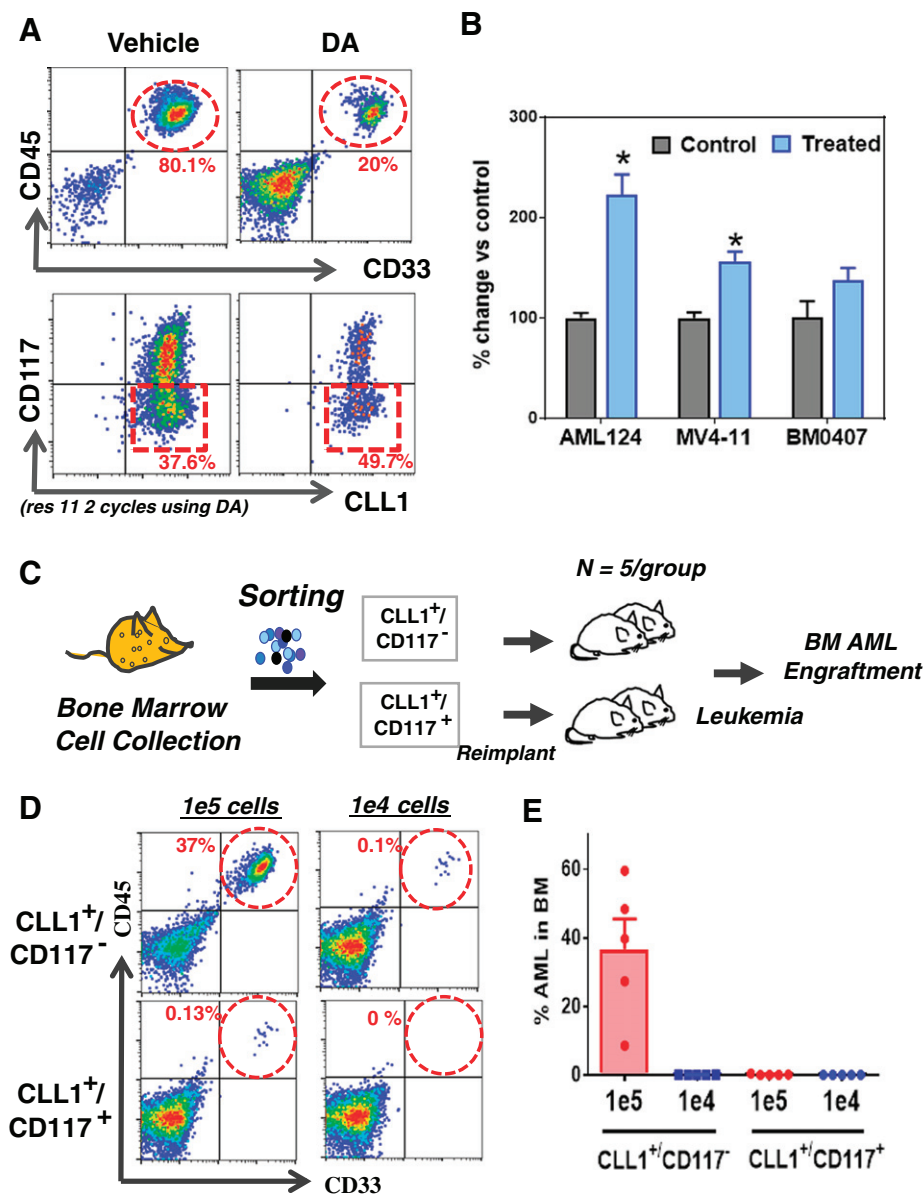 A
Vehicle
DA
CD45
80.1%
20%
CD33
CD117
37.6%
49.7%
(res 11 2 cycles using DA)
CLL1
B
% change vs control
300
200
100
0
Control
Treated
*
*
AML124
MV4-11
BM0407
C
Bone Marrow
Cell Collection
Sorting
CLL1+/
CD117-
CLL1+/
CD117+
Reimplant
N = 5/group
Leukemia
BM AML
Engraftment
D
1e5 cells
1e4 cells
CD45
CLL1+/
CD117-
37%
0.1%
CLL1+/
CD117+
0.13%
0 %
CD33
E
% AML in BM
60
40
20
0
1e5
1e4
1e5
1e4
CLL1+/CD117-
CLL1+/CD117+